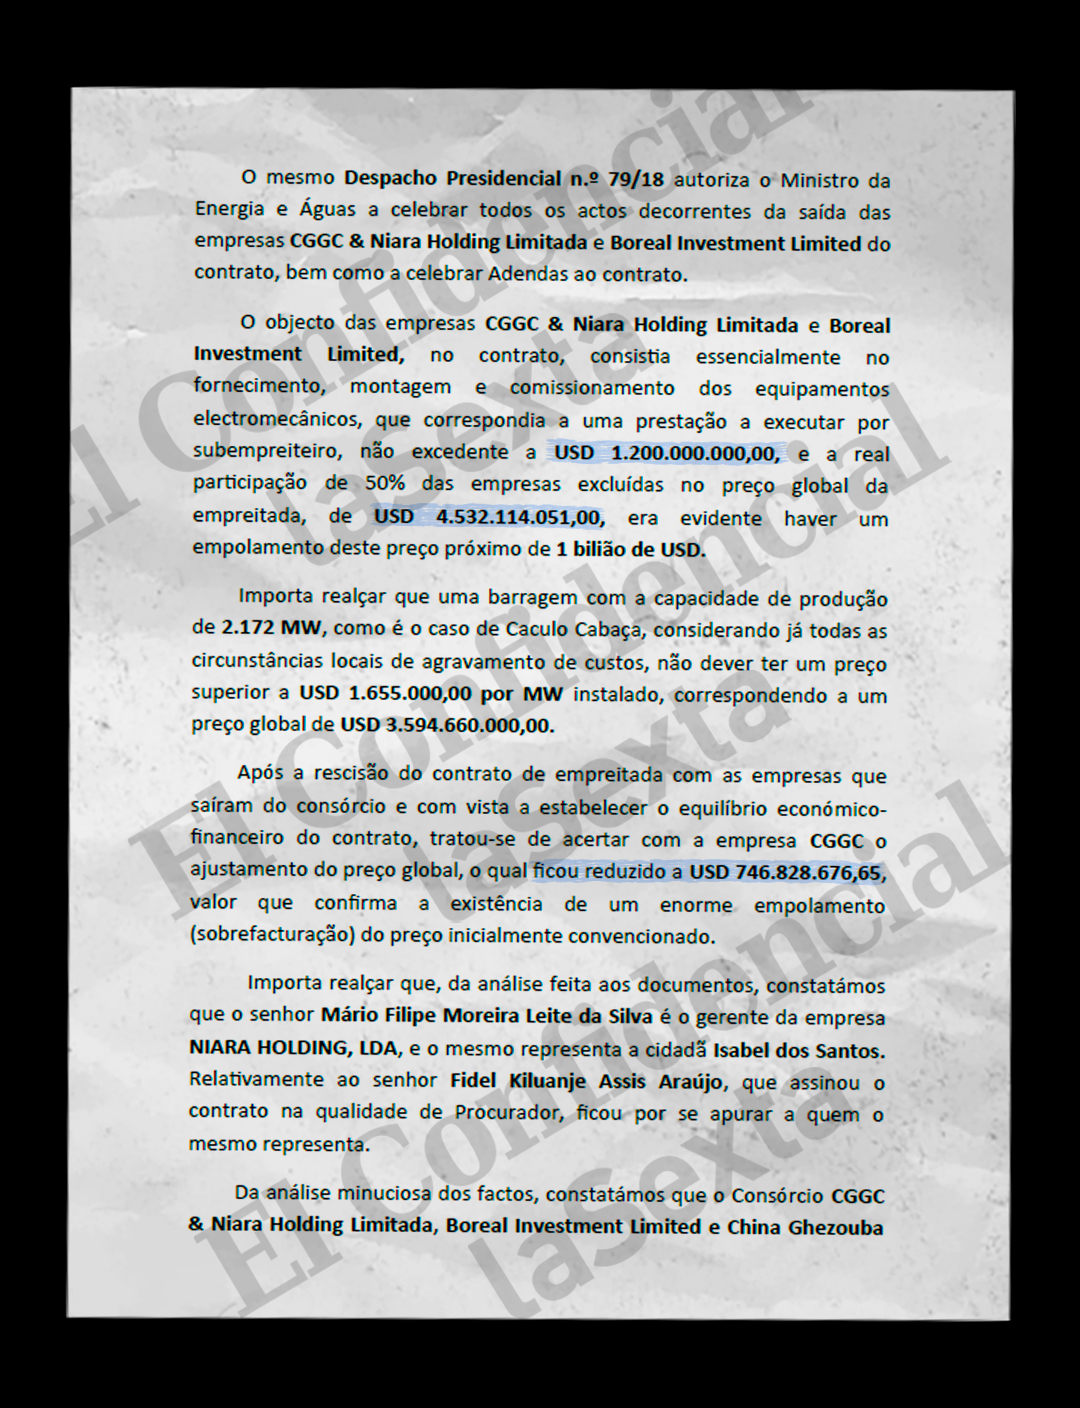 O mesmo Despacho Presidencial n.º 79/18 autoriza o Ministro da
Energia e Águas a celebrar todos os actos decorrentes da saída das
empresas CGGC & Niara Holding Limitada e Boreal Investment Limited do
contrato, bem como a celebrar Adendas ao contrato.
O objecto das empresas CGGC & Niara Holding Limitada e Boreal
Investment Limited, no contrato, consistia essencialmente no
fornecimento, montagem e comissionamento dos equipamentos
electromecânicos, que correspondia a uma prestação a executar por
subempreiteiro, não excedente a USD 1.200.000.000,00, e a real
participação de 50% das empresas excluídas no preço global da
empreitada, de USD 4.532.114.051,00, era evidente haver um
empolamento deste preço próximo de 1 bilião de USD.
Importa realçar que uma barragem com a capacidade de produção
de 2.172 MW, como é o caso de Caculo Cabaça, considerando já todas as
circunstâncias locais de agravamento de custos, não dever ter um preço
superior a USD 1.655.000,00 por MW instalado, correspondendo a um
preço global de USD 3.594.660.000,00.
Após a rescisão do contrato de empreitada com as empresas que
saíram do consórcio e com vista a estabelecer o equilíbrio económico-
financeiro do contrato, tratou-se de acertar com a empresa CGGC o
ajustamento do preço global, o qual ficou reduzido a USD 746.828.676,65,
valor que confirma a existência de um enorme empolamento
(sobrefacturação) do preço inicialmente convencionado.
Importa realçar que, da análise feita aos documentos, constatámos
que o senhor Mário Filipe Moreira Leite da Silva é o gerente da empresa
NIARA HOLDING, LDA, e o mesmo representa a cidadã Isabel dos Santos.
Relativamente ao senhor Fidel Kiluanje Assis Araújo, que assinou o
contrato na qualidade de Procurador, ficou por se apurar a quem o
mesmo representa.
Da análise minuciosa dos factos, constatámos que o Consórcio CGGC
& Niara Holding Limitada, Boreal Investment Limited e China Ghezouba
El Confidencial
laSexta
El Confidencial
laSexta
El Confidencial
laSexta